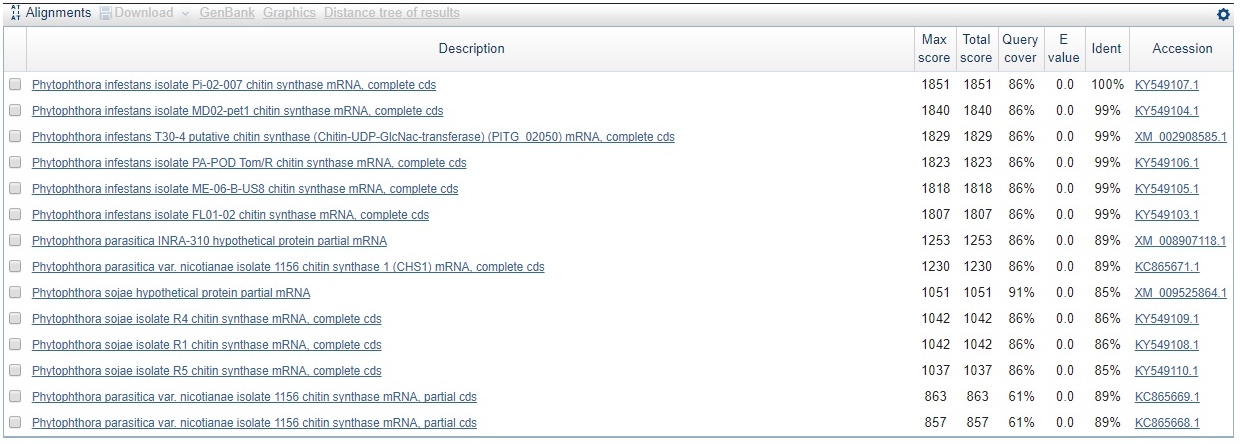 Alignments Download GenBank Graphics Distance tree of results
Description Max score Total score Query cover E value Ident Accession
Phytophthora infestans isolate Pi-02-007 chitin synthase mRNA, complete cds 1851 1851 86% 0.0 100% KY549107.1
Phytophthora infestans isolate MD02-pet1 chitin synthase mRNA, complete cds 1840 1840 86% 0.0 99% KY549104.1
Phytophthora infestans T30-4 putative chitin synthase (Chitin-UDP-GlcNac-transferase) (PITG_02050) mRNA, complete cds 1829 1829 86% 0.0 99% XM_002908585.1
Phytophthora infestans isolate PA-POD Tom/R chitin synthase mRNA, complete cds 1823 1823 86% 0.0 99% KY549106.1
Phytophthora infestans isolate ME-06-B-US8 chitin synthase mRNA, complete cds 1818 1818 86% 0.0 99% KY549105.1
Phytophthora infestans isolate FL01-02 chitin synthase mRNA, complete cds 1807 1807 86% 0.0 99% KY549103.1
Phytophthora parasitica INRA-310 hypothetical protein partial mRNA 1253 1253 86% 0.0 89% XM_008907118.1
Phytophthora parasitica var. nicotianae isolate 1156 chitin synthase 1 (CHS1) mRNA, complete cds 1230 1230 86% 0.0 89% KC865671.1
Phytophthora sojae hypothetical protein partial mRNA 1051 1051 91% 0.0 85% XM_009525864.1
Phytophthora sojae isolate R4 chitin synthase mRNA, complete cds 1042 1042 86% 0.0 86% KY549109.1
Phytophthora sojae isolate R1 chitin synthase mRNA, complete cds 1042 1042 86% 0.0 86% KY549108.1
Phytophthora sojae isolate R5 chitin synthase mRNA, complete cds 1037 1037 86% 0.0 85% KY549110.1
Phytophthora parasitica var. nicotianae isolate 1156 chitin synthase mRNA, partial cds 863 863 61% 0.0 89% KC865669.1
Phytophthora parasitica var. nicotianae isolate 1156 chitin synthase mRNA, partial cds 857 857 61% 0.0 89% KC865668.1